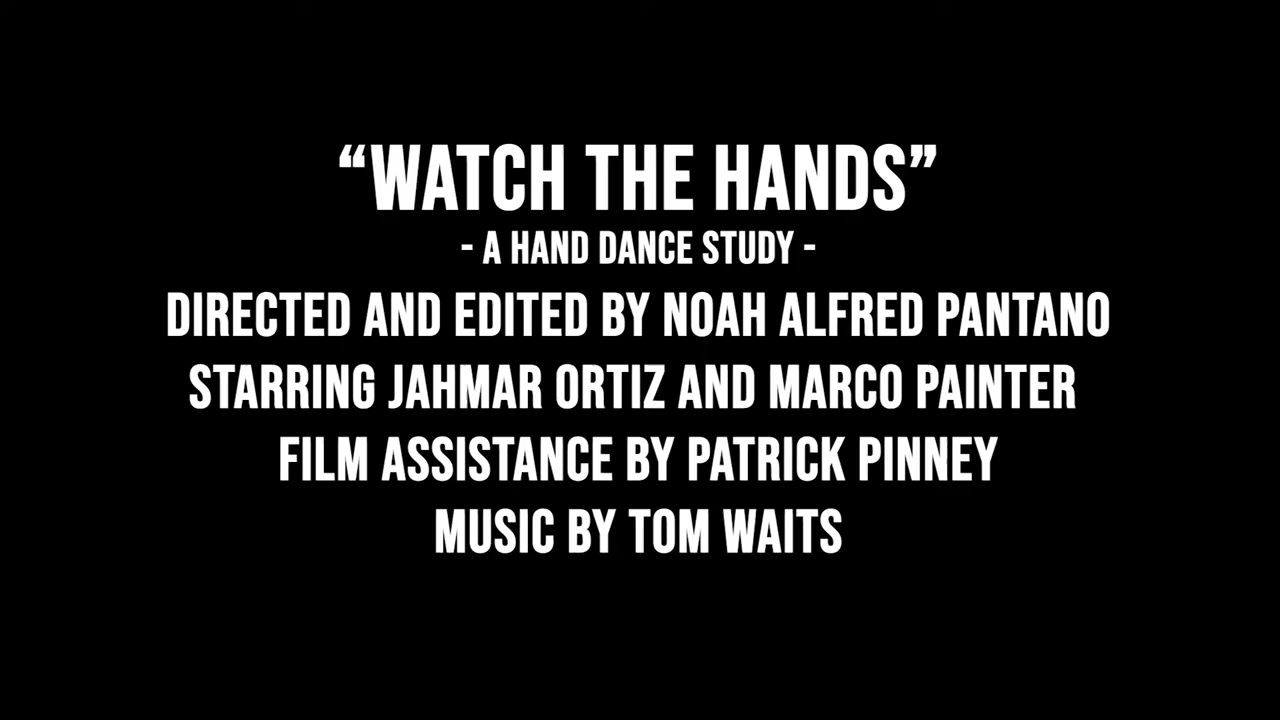 “WATCH THE HANDS”
- A HAND DANCE STUDY -
DIRECTED AND EDITED BY NOAH ALFRED PANTANO
STARRING JAHMAR ORTIZ AND MARCO PAINTER
FILM ASSISTANCE BY PATRICK PINNEY
MUSIC BY TOM WAITS